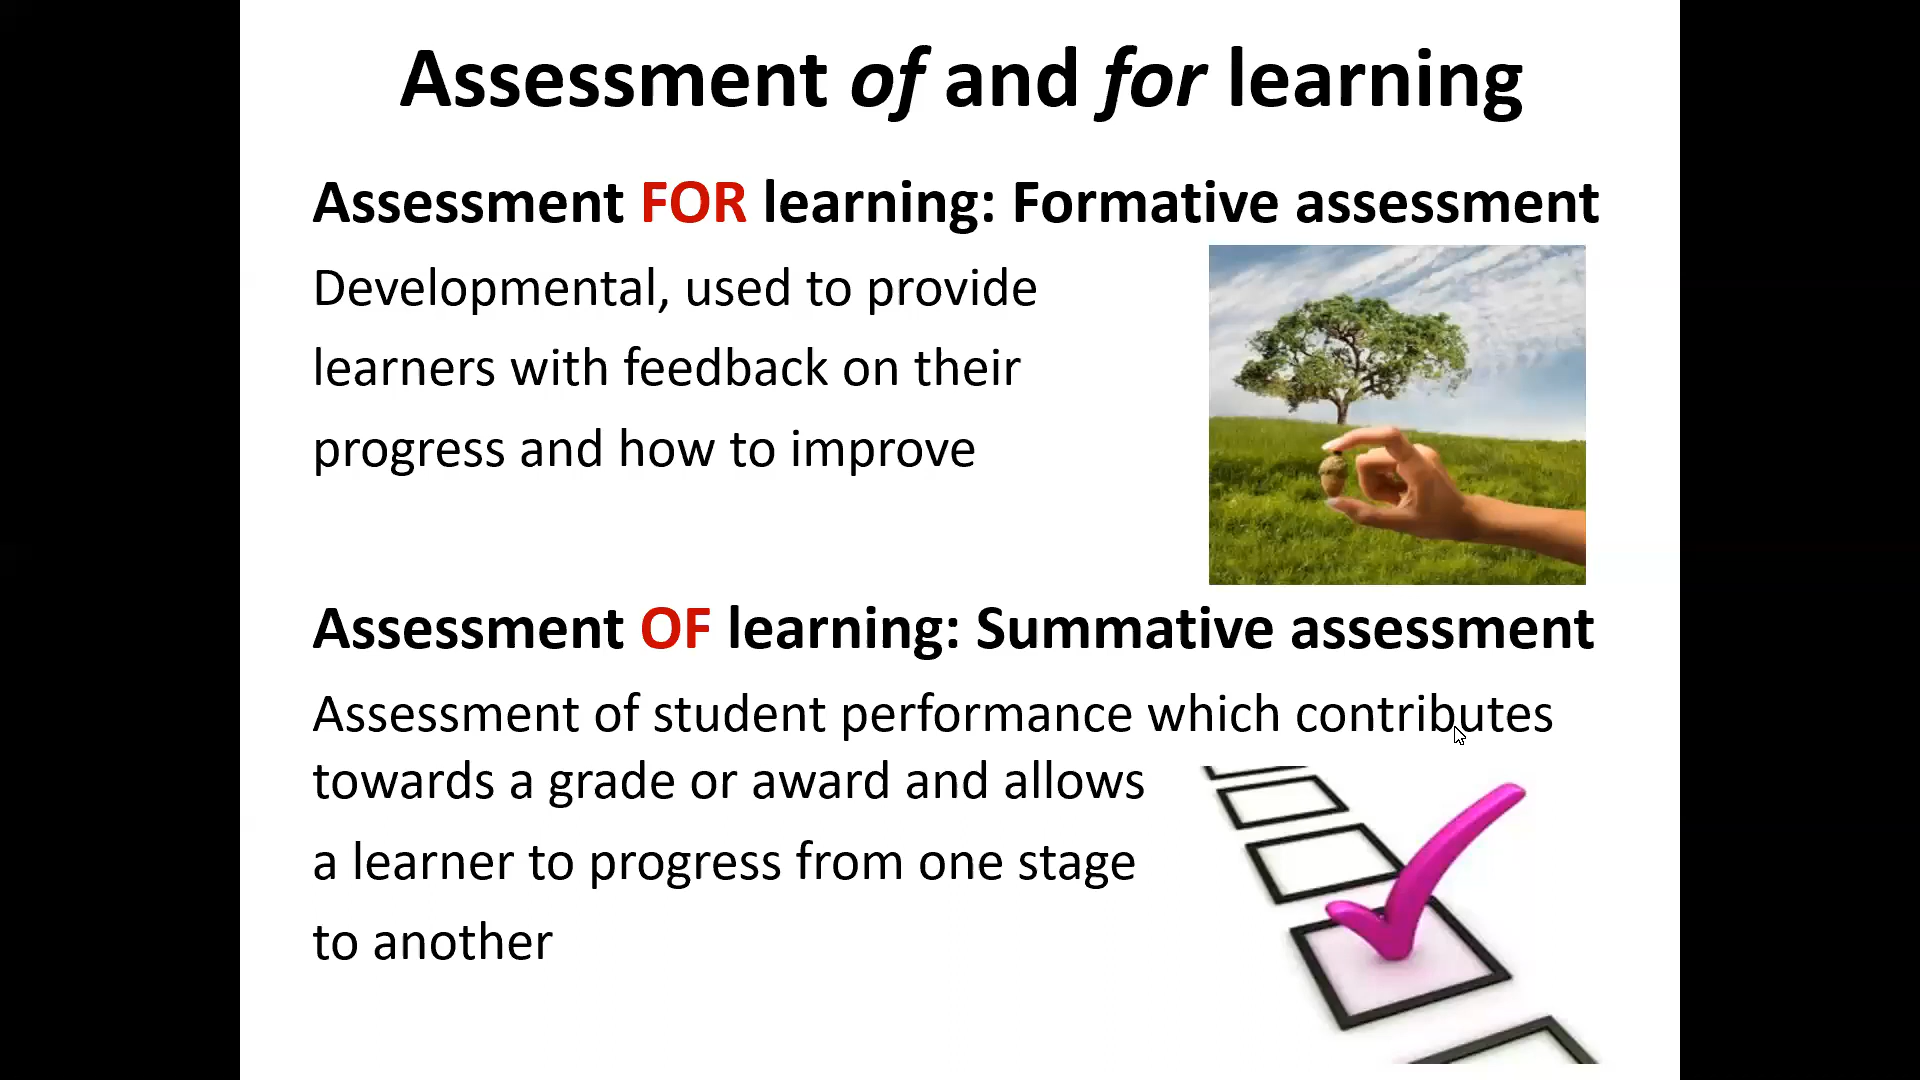 Assessment of and for learning
Assessment FOR learning: Formative assessment
Developmental, used to provide
learners with feedback on their
progress and how to improve
Assessment OF learning: Summative assessment
Assessment of student performance which contributes
towards a grade or award and allows
a learner to progress from one stage
to another